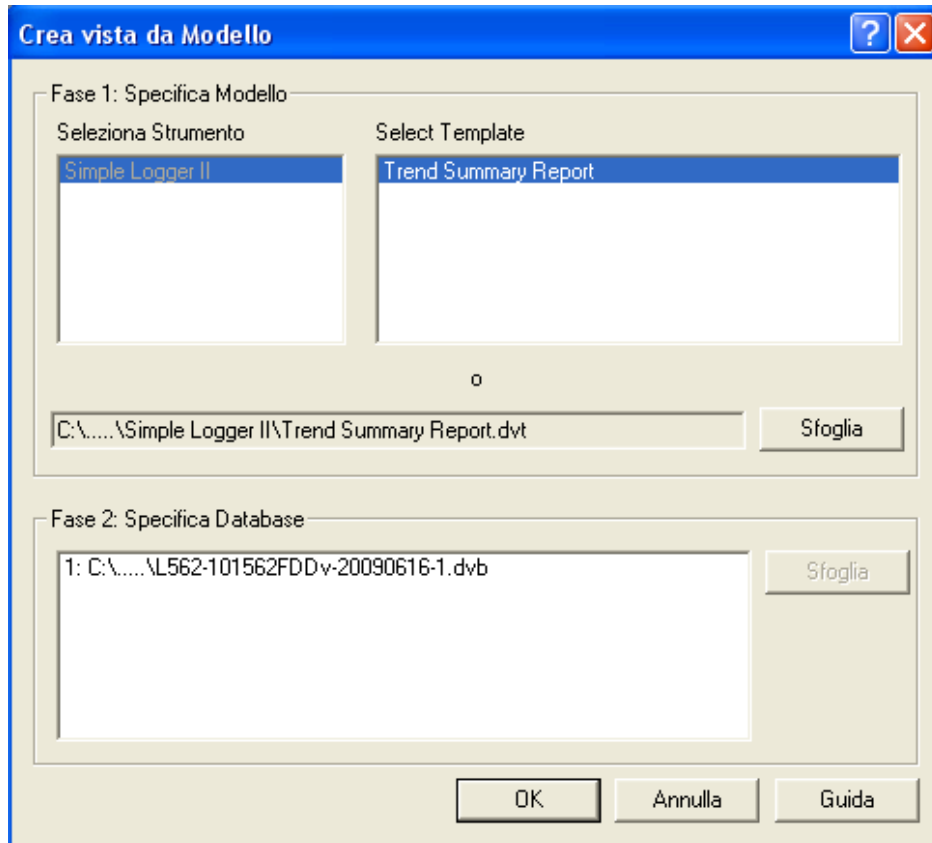 Crea vista da Modello
Fase 1: Specifica Modello
Seleziona Strumento
Select Template
Simple Logger II
Trend Summary Report
o
C:\.....\Simple Logger II\Trend Summary Report.dvt
Sfoglia
Fase 2: Specifica Database
1: C:\.....\L562-101562FDDv-20090616-1.dvb
Sfoglia
OK
Annulla
Guida